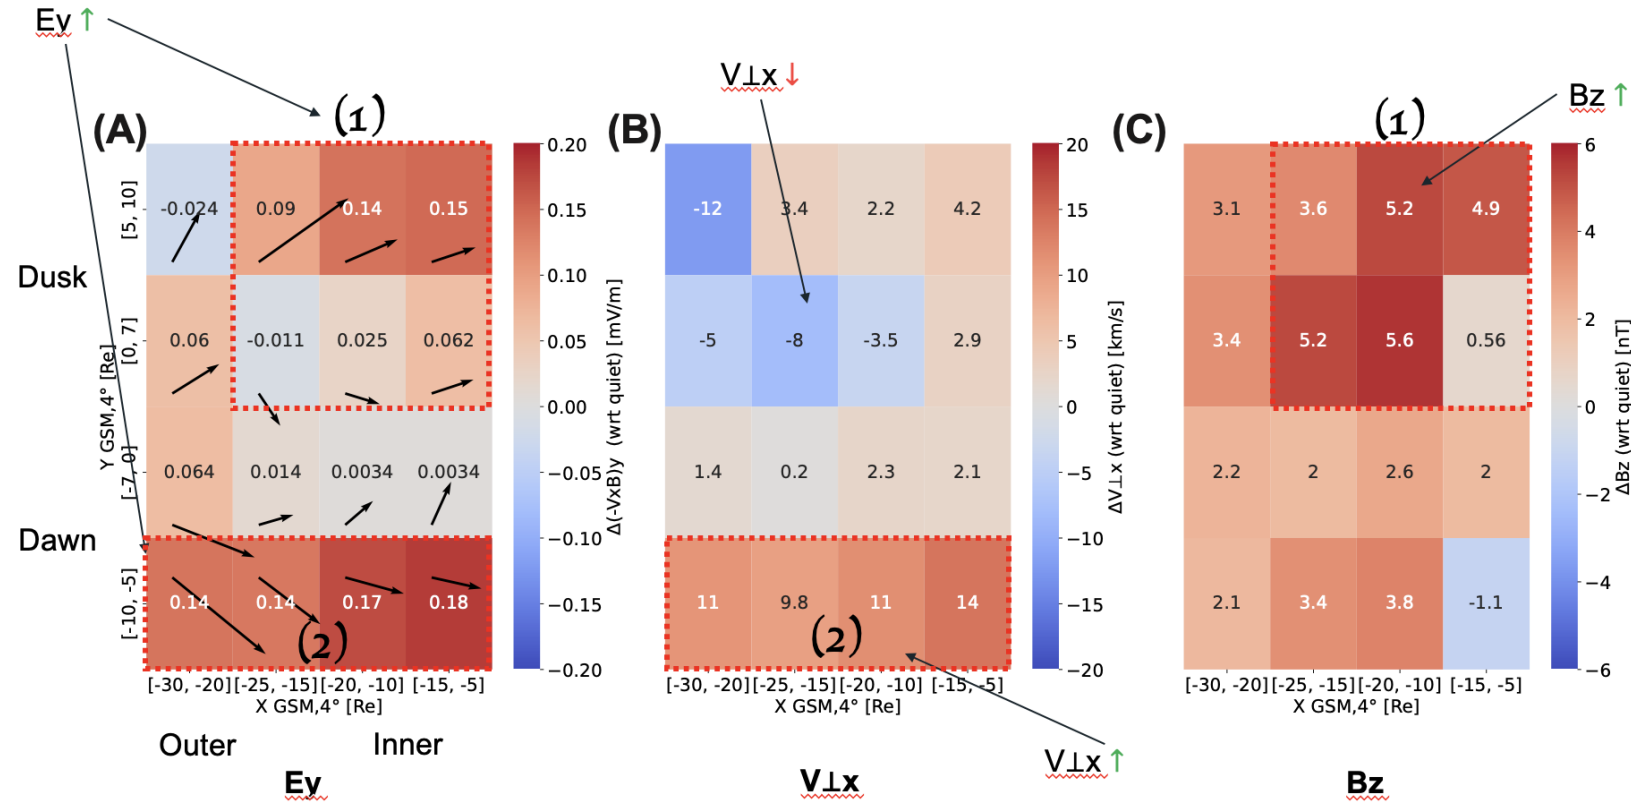 Ey ↑
V⊥x ↓
Bz ↑
(A)
(1)
(B)
(C)
(1)
Dusk
Dawn
Y GSM,4° [Re]
[5, 10]
[0, 7]
[-7, 0]
[-10, -5]
-0.024 0.09 0.14 0.15
0.06 -0.011 0.025 0.062
0.064 0.014 0.0034 0.0034
0.14 0.14 0.17 0.18
(2)
[-30, -20] [-25, -15] [-20, -10] [-15, -5]
X GSM,4° [Re]
Outer Inner
Ey
0.20
0.15
0.10
0.05
0.00
−0.05
−0.10
−0.15
−0.20
Δ(-VxB)y (wrt quiet) [mV/m]
-12 3.4 2.2 4.2
-5 -8 -3.5 2.9
1.4 0.2 2.3 2.1
11 9.8 11 14
(2)
[-30, -20] [-25, -15] [-20, -10] [-15, -5]
X GSM,4° [Re]
V⊥x
20
15
10
5
0
−5
−10
−15
−20
ΔV⊥x (wrt quiet) [km/s]
V⊥x ↑
3.1 3.6 5.2 4.9
3.4 5.2 5.6 0.56
2.2 2 2.6 2
2.1 3.4 3.8 -1.1
[-30, -20] [-25, -15] [-20, -10] [-15, -5]
X GSM,4° [Re]
Bz
6
4
2
0
−2
−4
−6
ΔBz (wrt quiet) [nT]